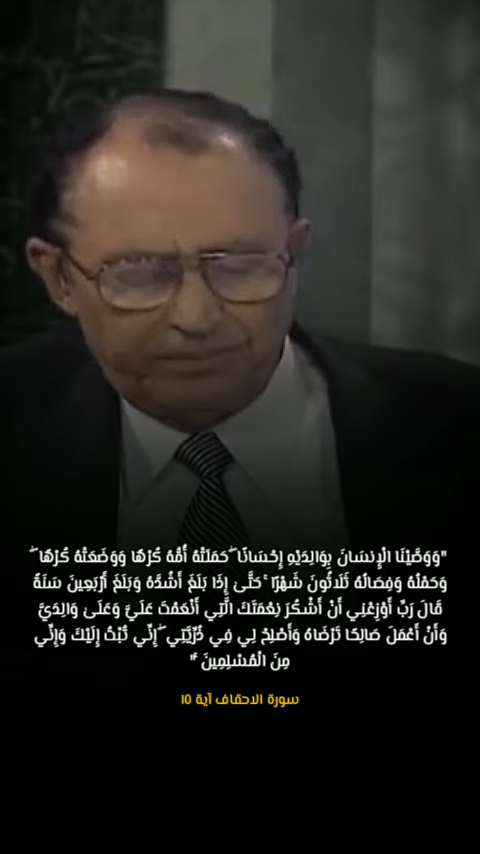 "وَوَصَّيْنَا الْإِنسَانَ بِوَالِدَيْهِ إِحْسَانًا ۖ حَمَلَتْهُ أُمُّهُ كُرْهًا وَوَضَعَتْهُ كُرْهًا ۖ
وَحَمْلُهُ وَفِصَالُهُ ثَلَاثُونَ شَهْرًا ۚ حَتَّىٰ إِذَا بَلَغَ أَشُدَّهُ وَبَلَغَ أَرْبَعِينَ سَنَةً
قَالَ رَبِّ أَوْزِعْنِي أَنْ أَشْكُرَ نِعْمَتَكَ الَّتِي أَنْعَمْتَ عَلَيَّ وَعَلَىٰ وَالِدَيَّ
وَأَنْ أَعْمَلَ صَالِحًا تَرْضَاهُ وَأَصْلِحْ لِي فِي ذُرِّيَّتِي ۖ إِنِّي تُبْتُ إِلَيْكَ وَإِنِّي
مِنَ الْمُسْلِمِينَ"
سورة الاحقاف آية ١٥